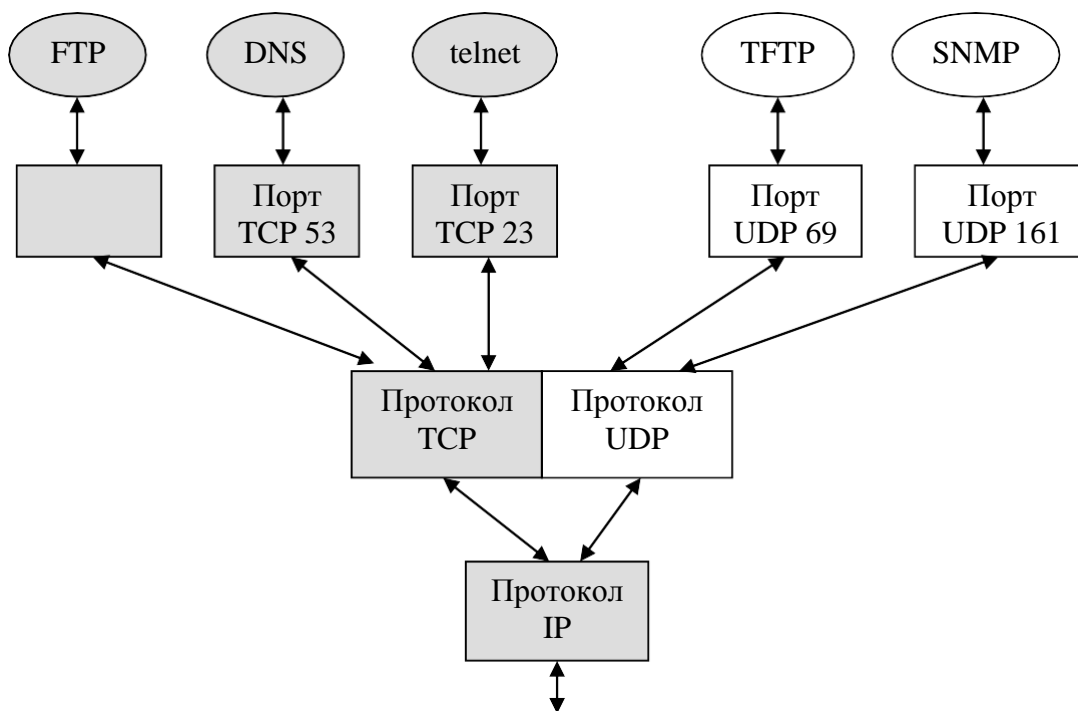 FTP
DNS
telnet
TFTP
SNMP
Порт
TCP 53
Порт
TCP 23
Порт
UDP 69
Порт
UDP 161
Протокол
TCP
Протокол
UDP
Протокол
IP